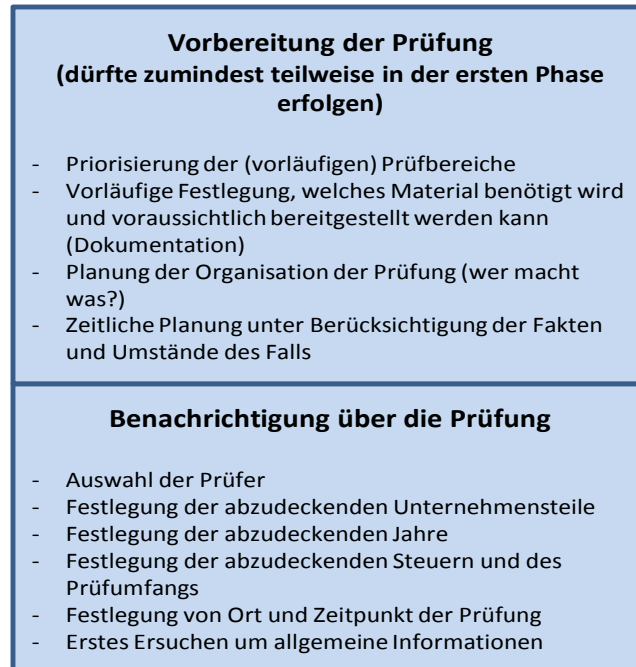 Vorbereitung der Prüfung
(dürfte zumindest teilweise in der ersten Phase
erfolgen)
- Priorisierung der (vorläufigen) Prüfbereiche
- Vorläufige Festlegung, welches Material benötigt wird
und voraussichtlich bereitgestellt werden kann
(Dokumentation)
- Planung der Organisation der Prüfung (wer macht
was?)
- Zeitliche Planung unter Berücksichtigung der Fakten
und Umstände des Falls
Benachrichtigung über die Prüfung
- Auswahl der Prüfer
- Festlegung der abzudeckenden Unternehmensteile
- Festlegung der abzudeckenden Jahre
- Festlegung der abzudeckenden Steuern und des
Prüfumfangs
- Festlegung von Ort und Zeitpunkt der Prüfung
- Erstes Ersuchen um allgemeine Informationen